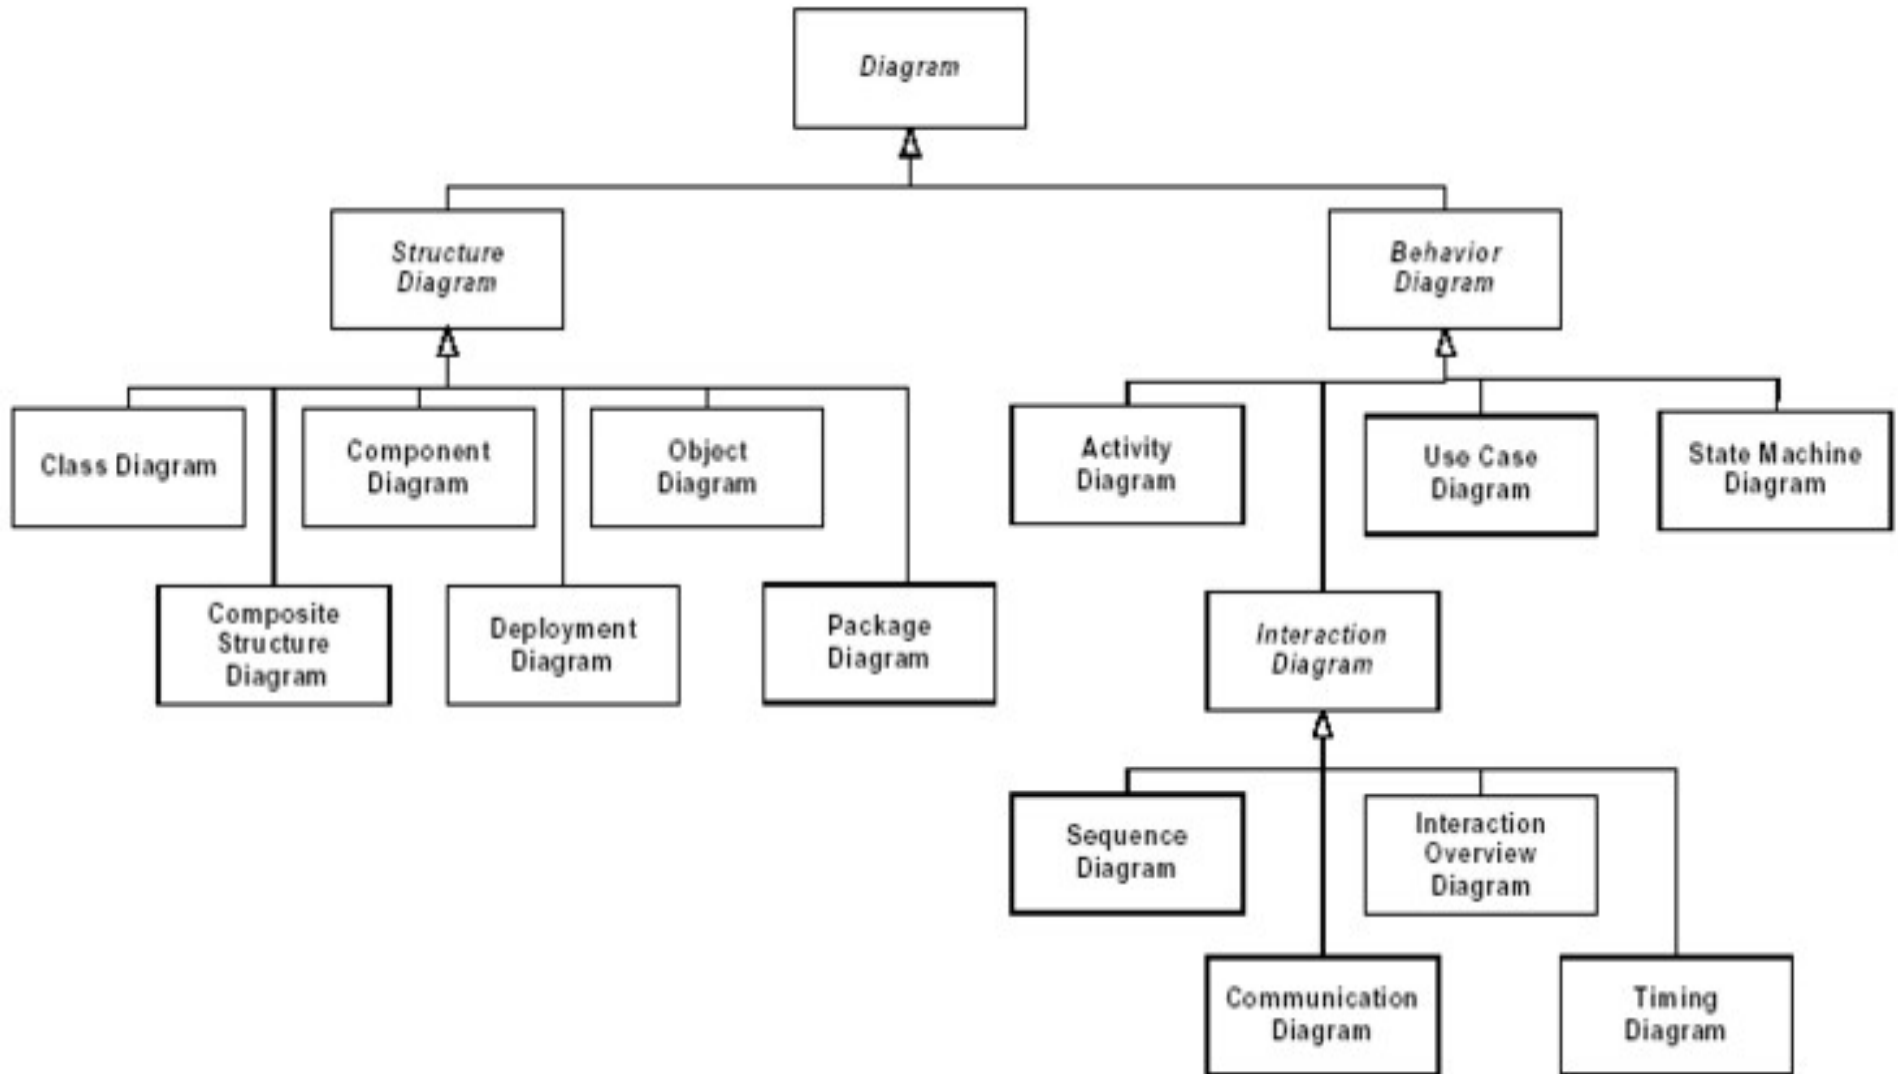 Diagram
Structure
Diagram
Behavior
Diagram
Class Diagram
Component
Diagram
Object
Diagram
Activity
Diagram
Use Case
Diagram
State Machine
Diagram
Composite
Structure
Diagram
Deployment
Diagram
Package
Diagram
Interaction
Diagram
Sequence
Diagram
Interaction
Overview
Diagram
Communication
Diagram
Timing
Diagram